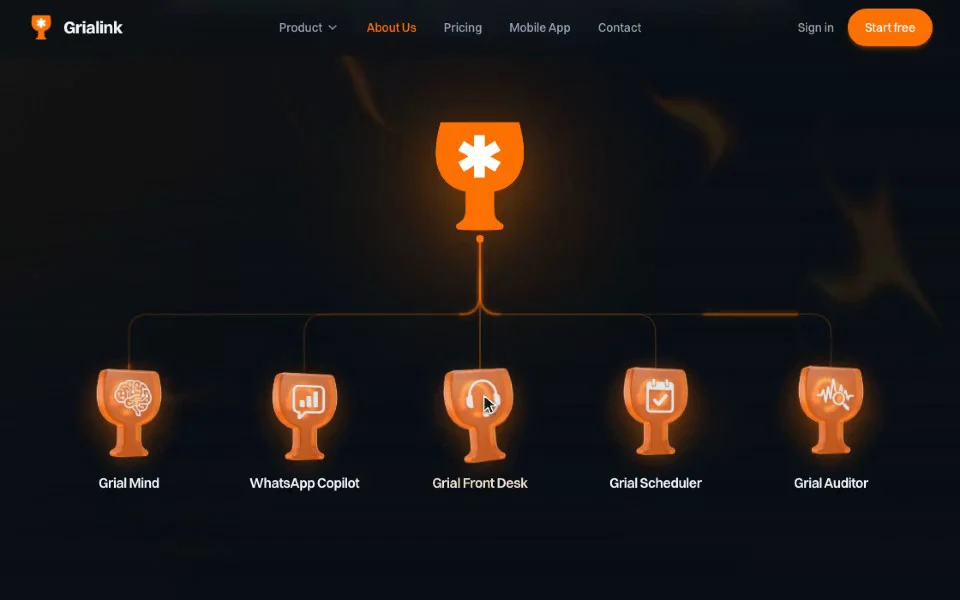 Grialink
Product
About Us
Pricing
Mobile App
Contact
Sign in
Start free
Grial Mind
WhatsApp Copilot
Grial Front Desk
Grial Scheduler
Grial Auditor